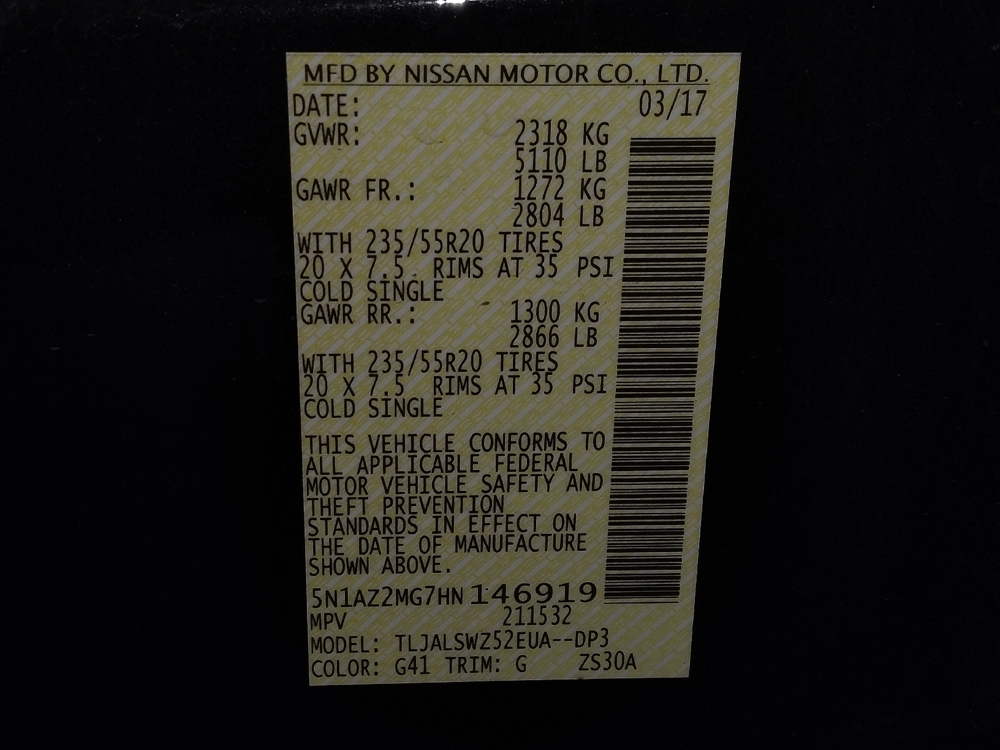 MFD BY NISSAN MOTOR CO., LTD.
DATE: 03/17
GVWR: 2318 KG
5110 LB
GAWR FR.: 1272 KG
2804 LB
WITH 235/55R20 TIRES
20 X 7.5 RIMS AT 35 PSI
COLD SINGLE
GAWR RR.: 1300 KG
2866 LB
WITH 235/55R20 TIRES
20 X 7.5 RIMS AT 35 PSI
COLD SINGLE
THIS VEHICLE CONFORMS TO
ALL APPLICABLE FEDERAL
MOTOR VEHICLE SAFETY AND
THEFT PREVENTION
STANDARDS IN EFFECT ON
THE DATE OF MANUFACTURE
SHOWN ABOVE.
5N1AZ2MG7HN146919
MPV 211532
MODEL: TLJALSWZ52EUA--DP3
COLOR: G41 TRIM: G ZS30A